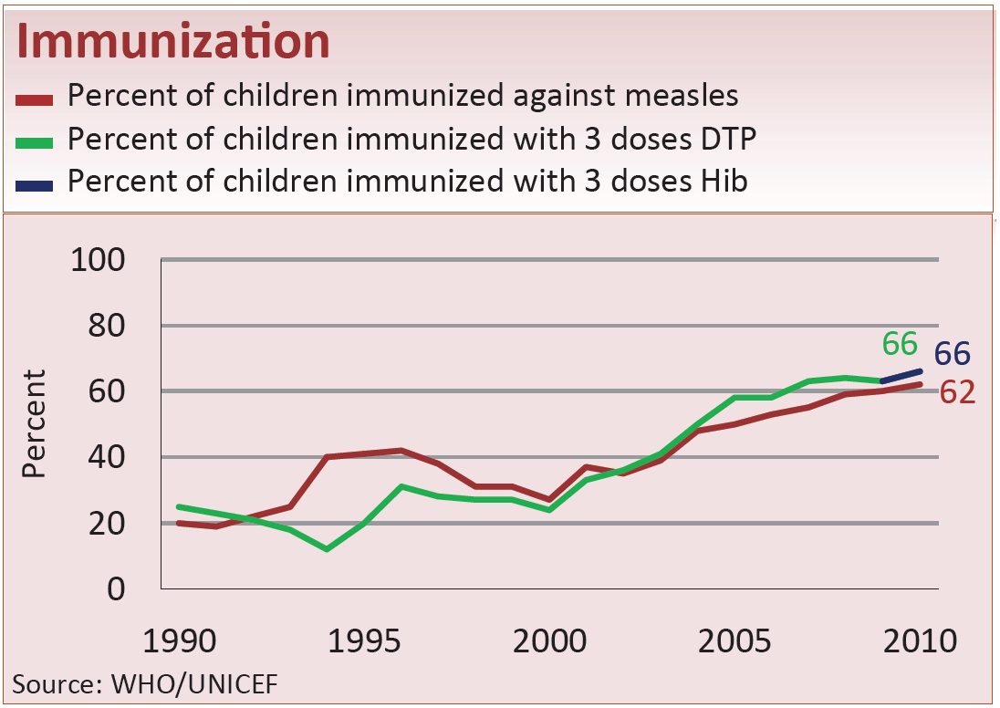 Immunization
Percent of children immunized against measles
Percent of children immunized with 3 doses DTP
Percent of children immunized with 3 doses Hib
100
80
60
40
20
0
Percent
66
66
62
1990 1995 2000 2005 2010
Source: WHO/UNICEF